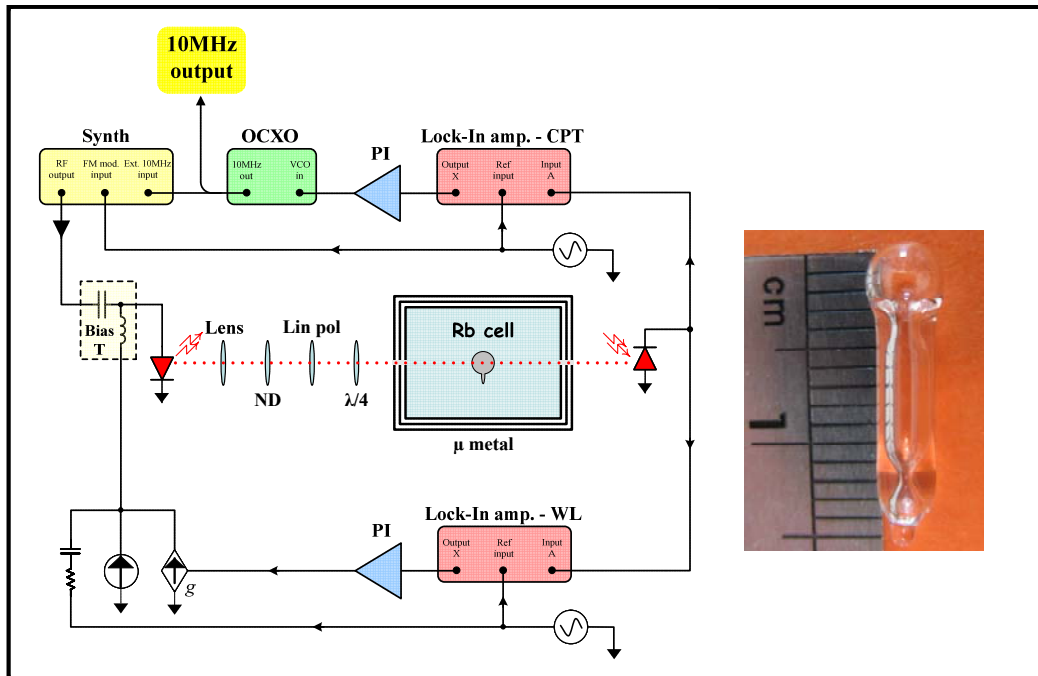 10MHz
output
Synth
OCXO
PI
Lock-In amp. - CPT
RF
output
FM mod.
input
Ext. 10MHz
input
10MHz
out
VCO
in
Output
X
Ref
input
Input
A
Bias
T
Lens
Lin pol
ND
λ/4
Rb cell
μ metal
cm
1
PI
Lock-In amp. - WL
Output
X
Ref
input
Input
A
g